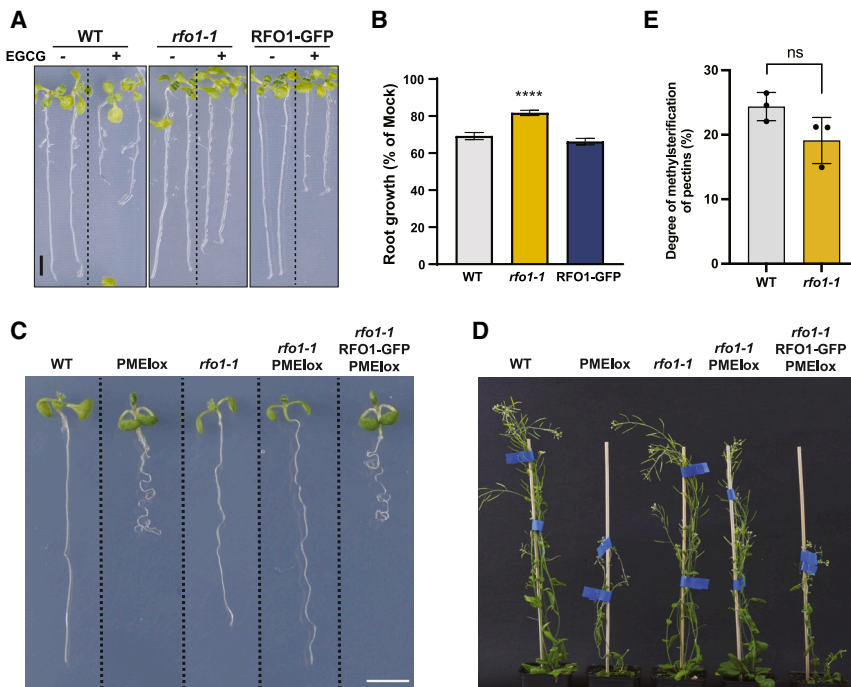 A
WT
rfo1-1
RFO1-GFP
EGCG
-
+
-
+
-
+
B
Root growth (% of Mock)
100
80
60
40
20
0
****
WT
rfo1-1
RFO1-GFP
E
Degree of methylsterification
of pectins (%)
30
20
10
0
ns
WT
rfo1-1
C
WT
PMEIox
rfo1-1
rfo1-1
PMEIox
rfo1-1
RFO1-GFP
PMEIox
D
WT
PMEIox
rfo1-1
rfo1-1
PMEIox
rfo1-1
RFO1-GFP
PMEIox